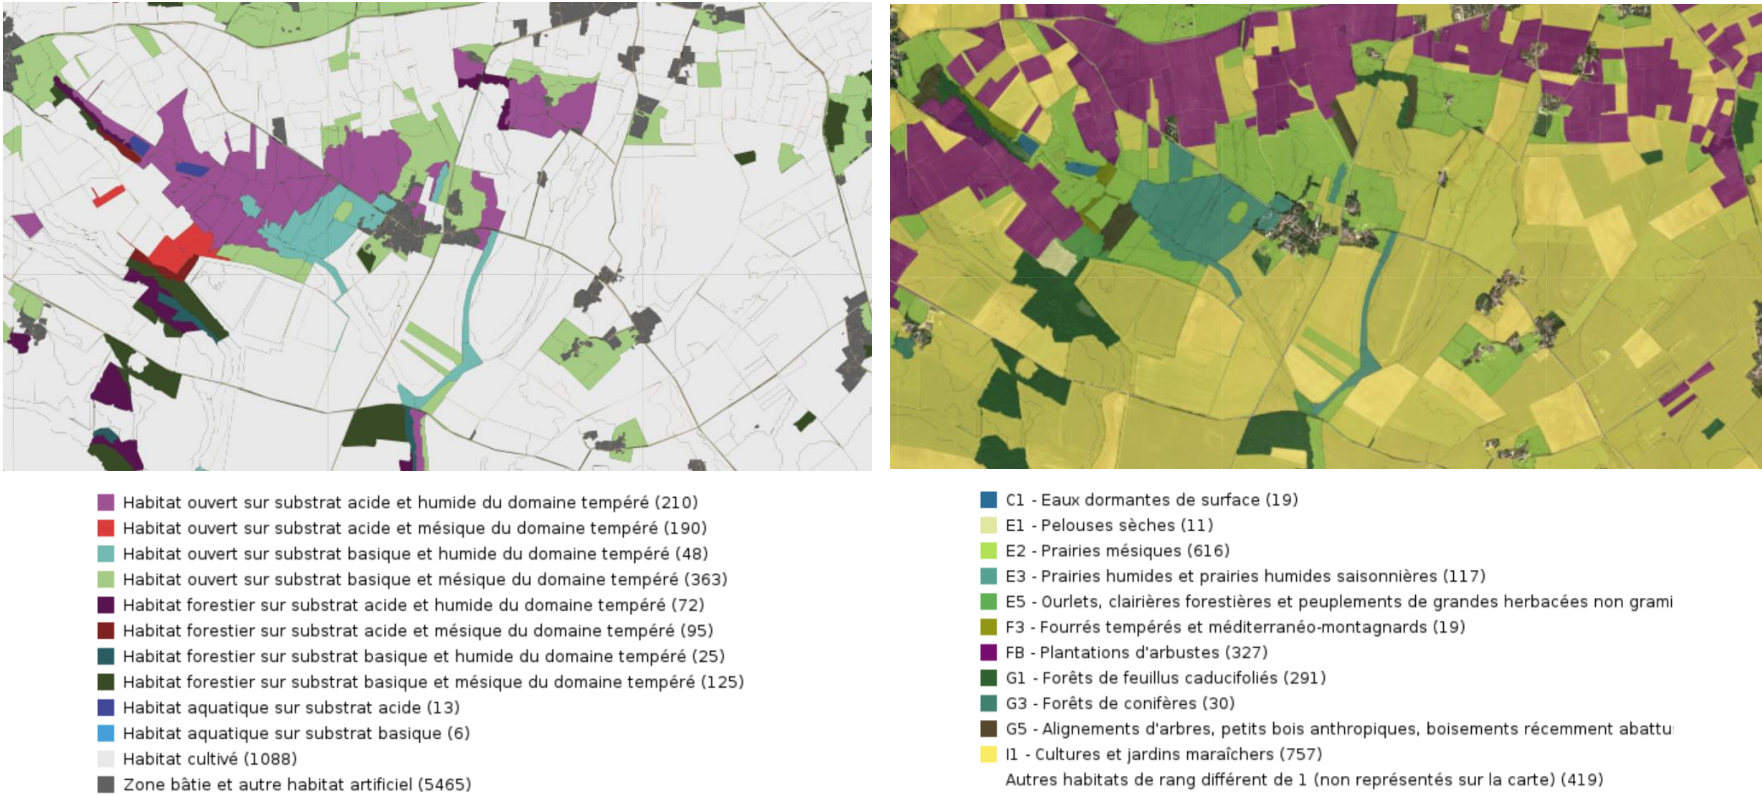 Habitat ouvert sur substrat acide et humide du domaine tempéré (210)
Habitat ouvert sur substrat acide et mésique du domaine tempéré (190)
Habitat ouvert sur substrat basique et humide du domaine tempéré (48)
Habitat ouvert sur substrat basique et mésique du domaine tempéré (363)
Habitat forestier sur substrat acide et humide du domaine tempéré (72)
Habitat forestier sur substrat acide et mésique du domaine tempéré (95)
Habitat forestier sur substrat basique et humide du domaine tempéré (25)
Habitat forestier sur substrat basique et mésique du domaine tempéré (125)
Habitat aquatique sur substrat acide (13)
Habitat aquatique sur substrat basique (6)
Habitat cultivé (1088)
Zone bâtie et autre habitat artificiel (5465)
C1 - Eaux dormantes de surface (19)
E1 - Pelouses sèches (11)
E2 - Prairies mésiques (616)
E3 - Prairies humides et prairies humides saisonnières (117)
E5 - Ourlets, clairières forestières et peuplements de grandes herbacées non grami
F3 - Fourrés tempérés et méditerranéo-montagnards (19)
FB - Plantations d'arbustes (327)
G1 - Forêts de feuillus caducifoliés (291)
G3 - Forêts de conifères (30)
G5 - Alignements d'arbres, petits bois anthropiques, boisements récemment abattu
I1 - Cultures et jardins maraîchers (757)
Autres habitats de rang différent de 1 (non représentés sur la carte) (419)